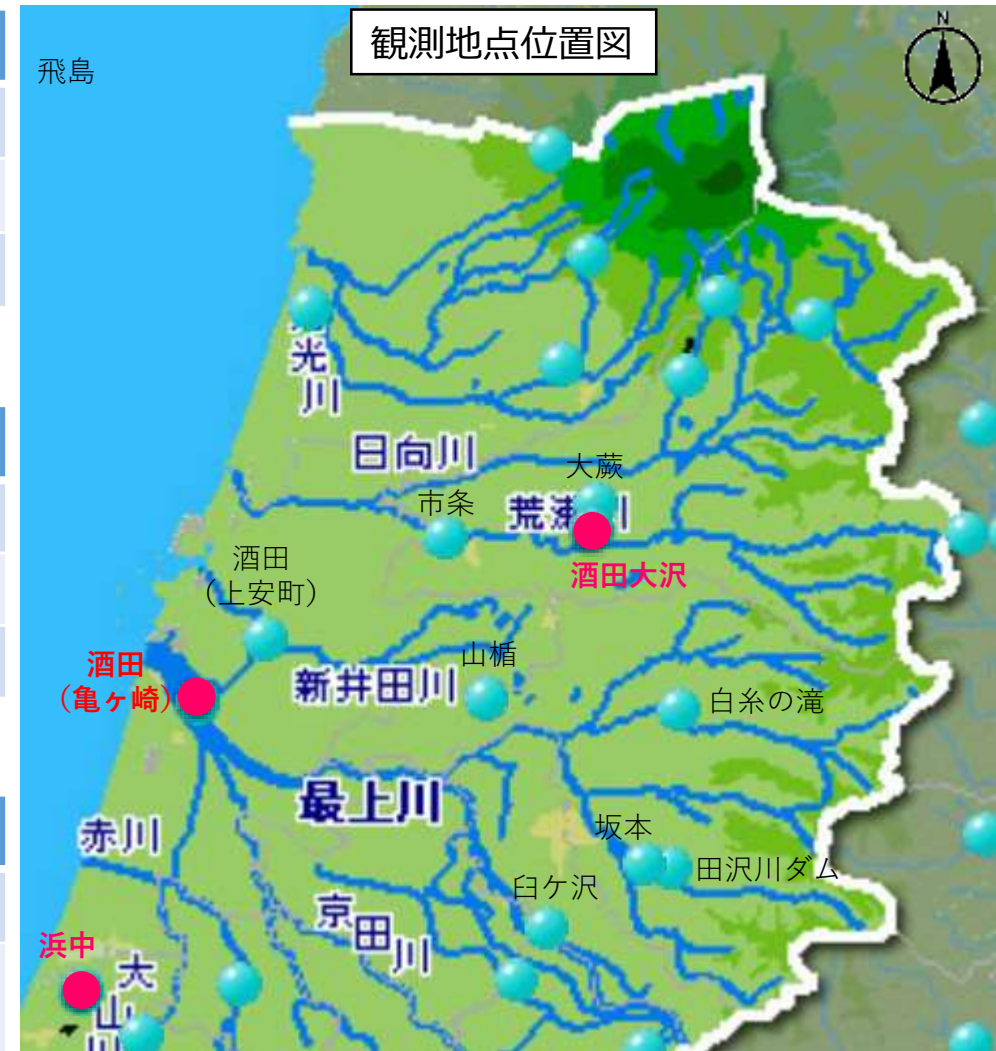 観測地点位置図
N
飛島
光川
日向川
大蕨
市条
荒瀬川
酒田大沢
酒田
(上安町)
山楯
酒田
(亀ヶ崎)
新井田川
白糸の滝
最上川
坂本
赤川
田沢川ダム
臼ケ沢
京田川
浜中
大山川